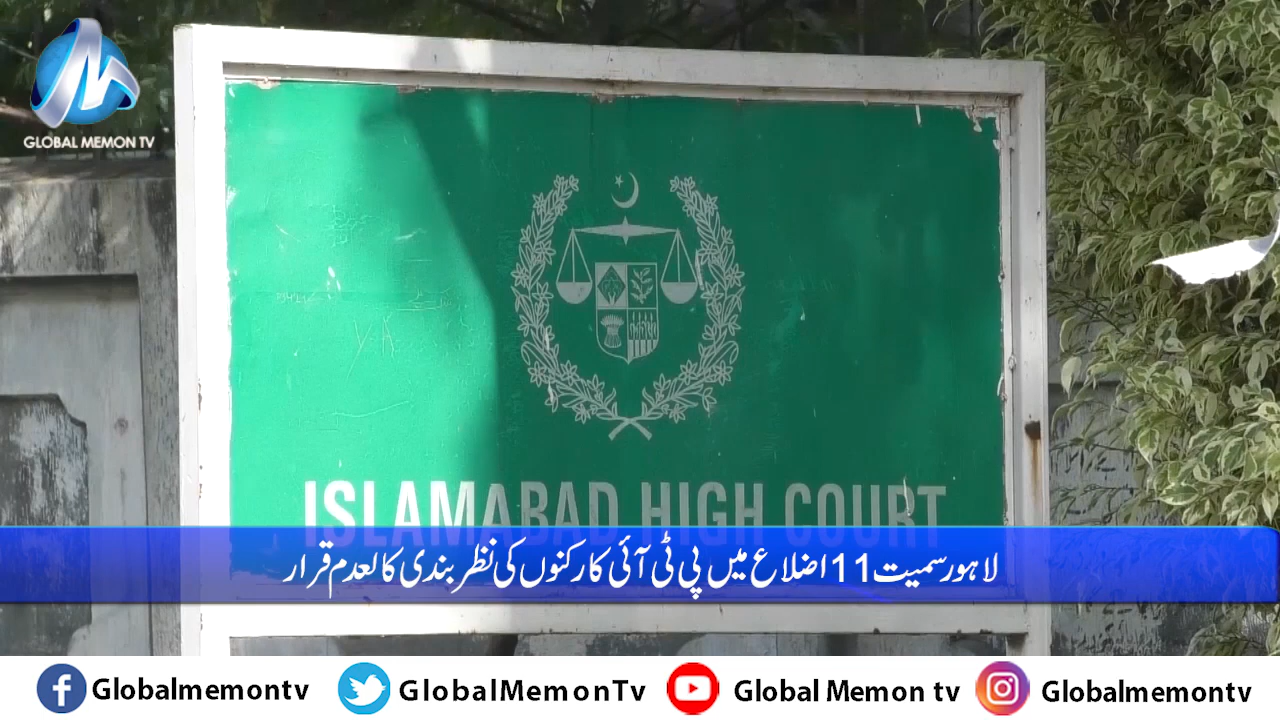 GLOBAL MEMON TV
ISLAMABAD HIGH COURT
لاہور سمیت 11 اضلاع میں پی ٹی آئی کارکنوں کی نظر بندی کالعدم قرار
Globalmemontv
GlobalMemonTv
Global Memon tv
Globalmemontv